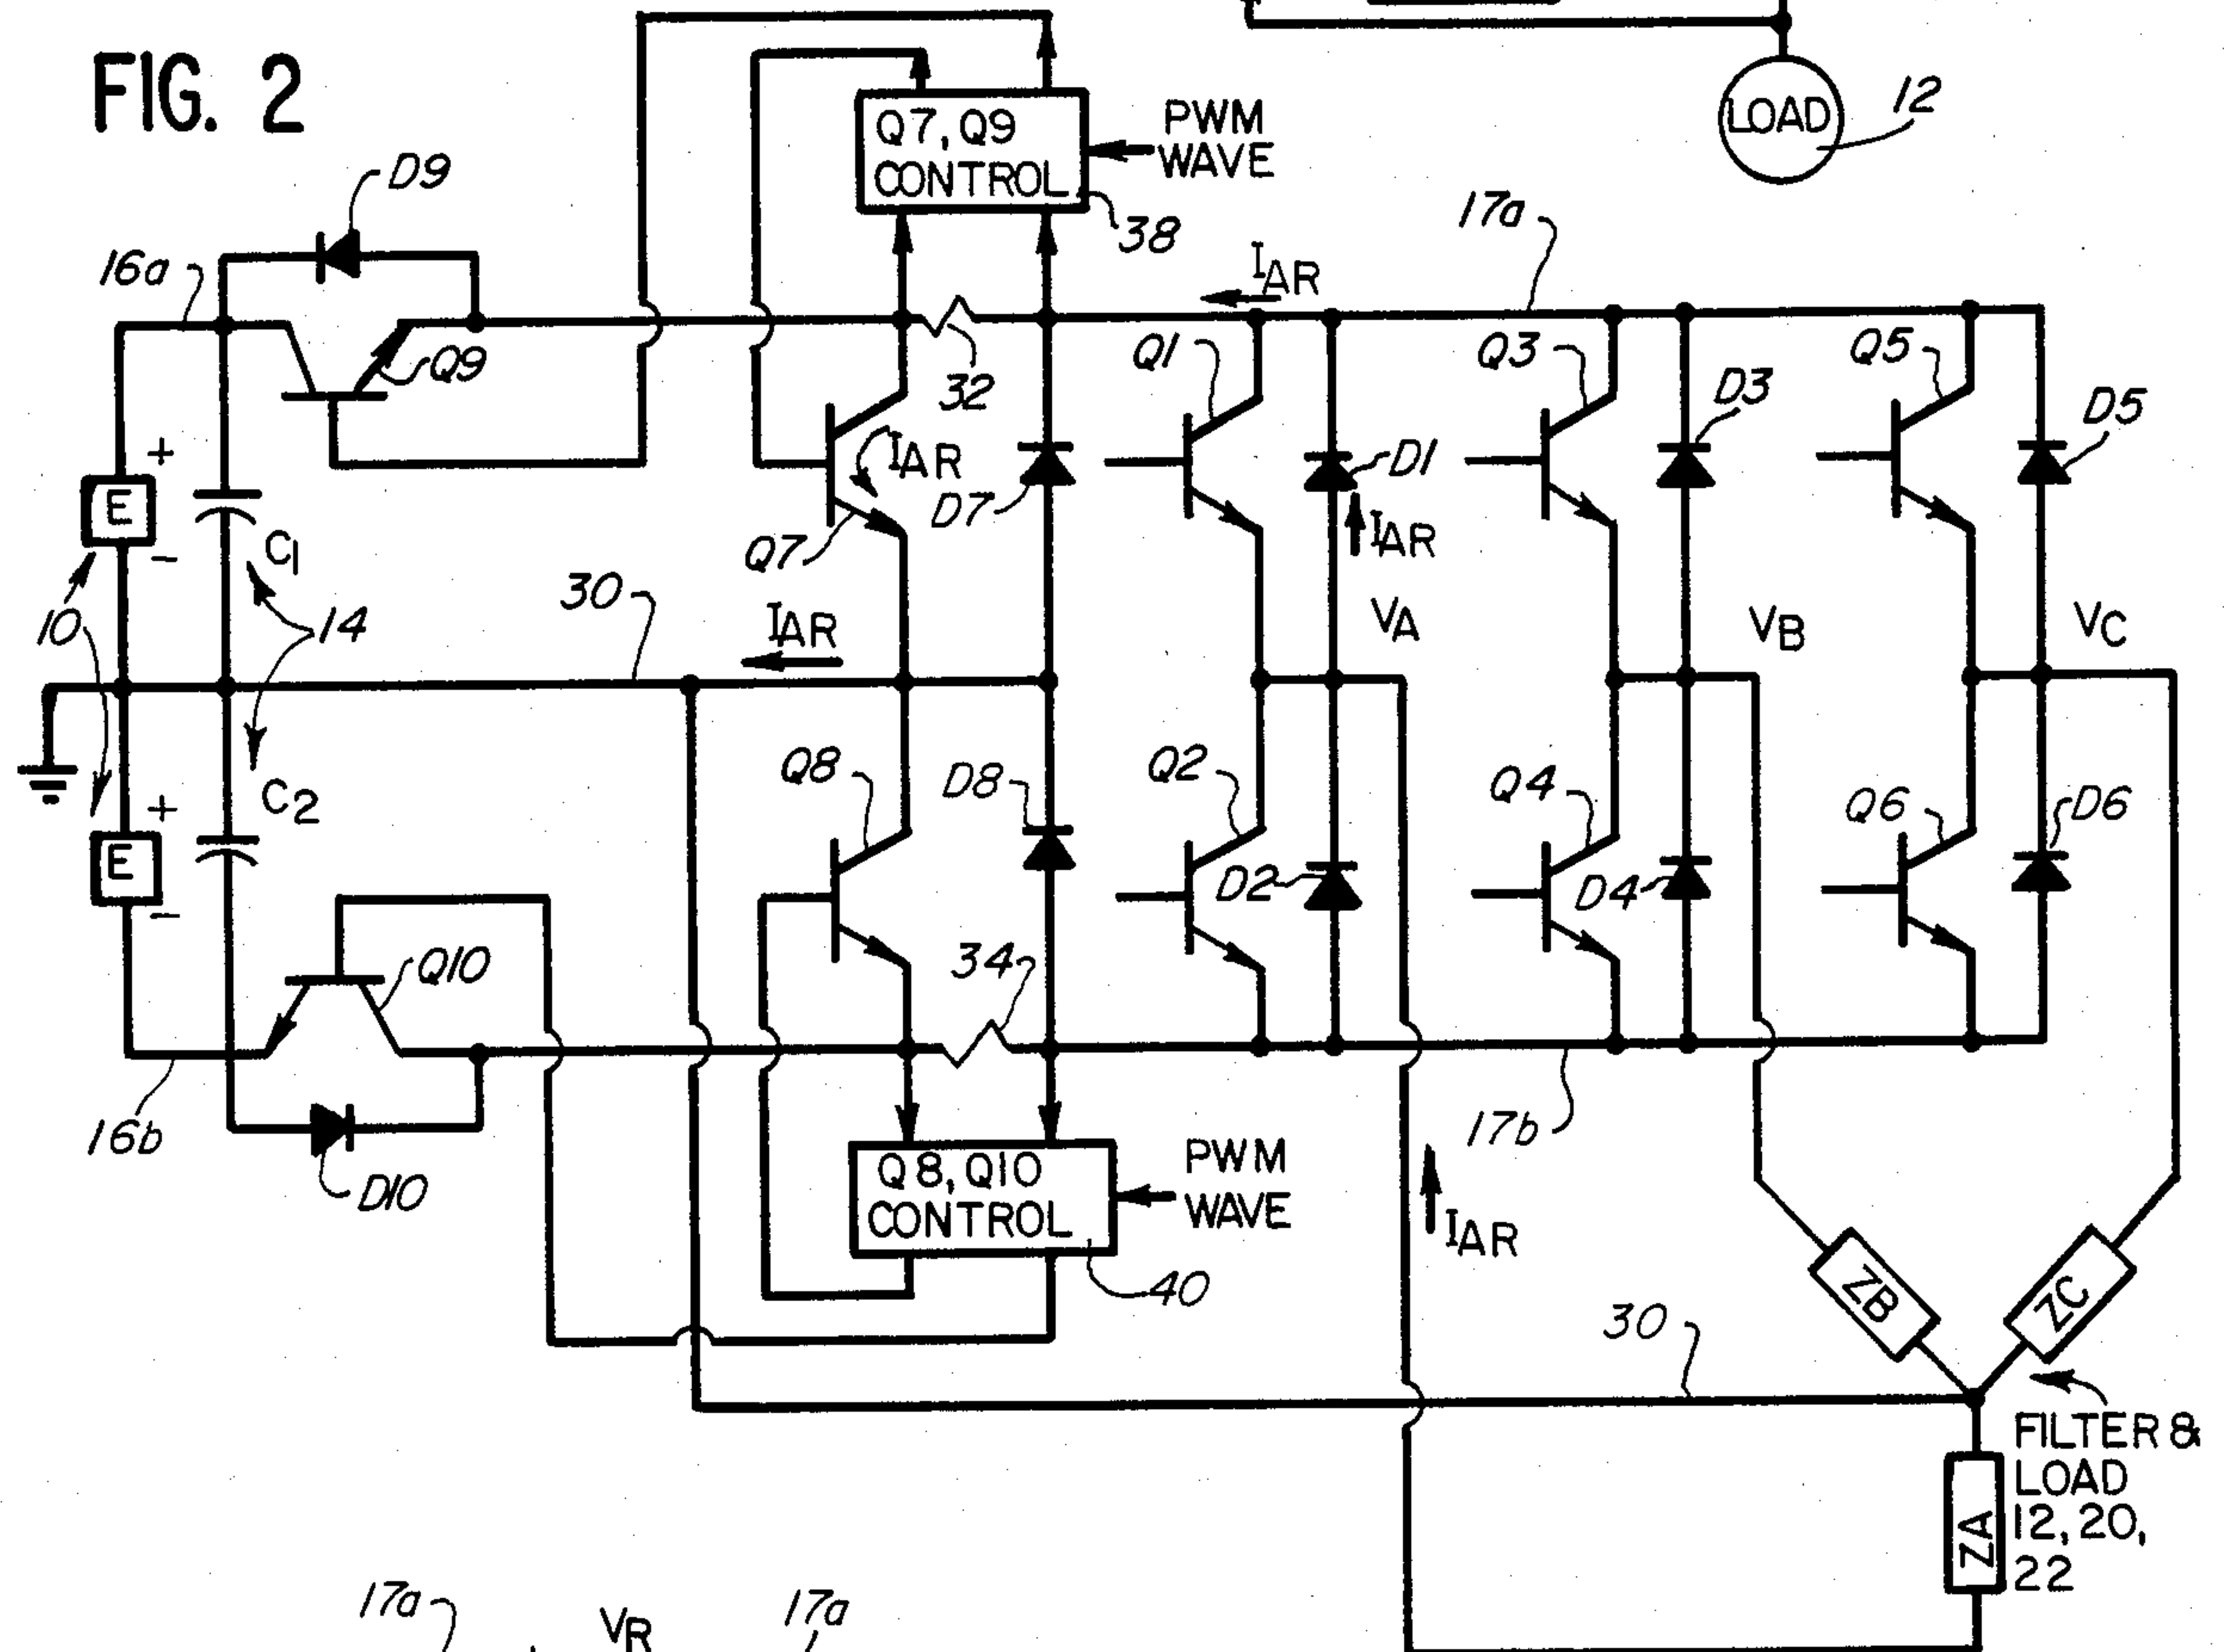 FIG. 2
LOAD
12
Q7, Q9
CONTROL
PWM
WAVE
38
D9
16a
17a
IAR
Q9
32
Q1
Q3
Q5
D3
D5
+
E
-
C1
IAR
D7
Q7
D1
IAR
10
14
30
IAR
VA
VB
VC
Q8
D8
Q2
Q4
Q6
D6
C2
+
E
-
D2
D4
Q10
34
16b
D10
17b
Q8, Q10
CONTROL
PWM
WAVE
40
IAR
ZB
ZC
30
FILTER &
LOAD
12, 20,
22
ZA
17a
VR
17a